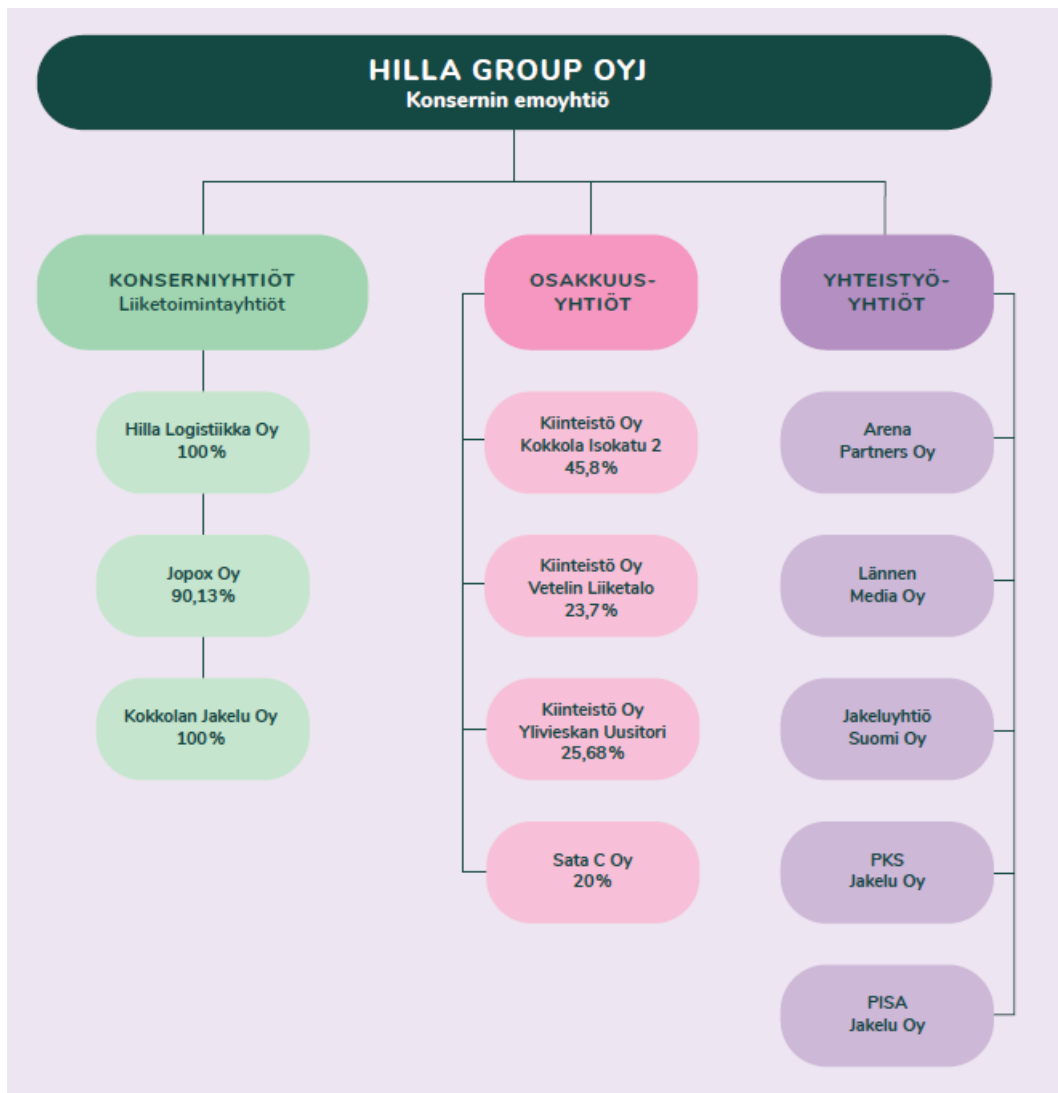 HILLA GROUP OYJ
Konsernin emoyhtiö
KONSERNIYHTIÖT
Liiketoimintayhtiöt
Hilla Logistiikka Oy
100%
Jopox Oy
90,13%
Kokkolan Jakelu Oy
100%
OSAKKUUS-
YHTIÖT
Kiinteistö Oy
Kokkola Isokatu 2
45,8%
Kiinteistö Oy
Vetelin Liiketalo
23,7%
Kiinteistö Oy
Ylivieskan Uusitori
25,68%
Sata C Oy
20%
YHTEISTYÖ-
YHTIÖT
Arena
Partners Oy
Lännen
Media Oy
Jakeluyhtiö
Suomi Oy
PKS
Jakelu Oy
PISA
Jakelu Oy